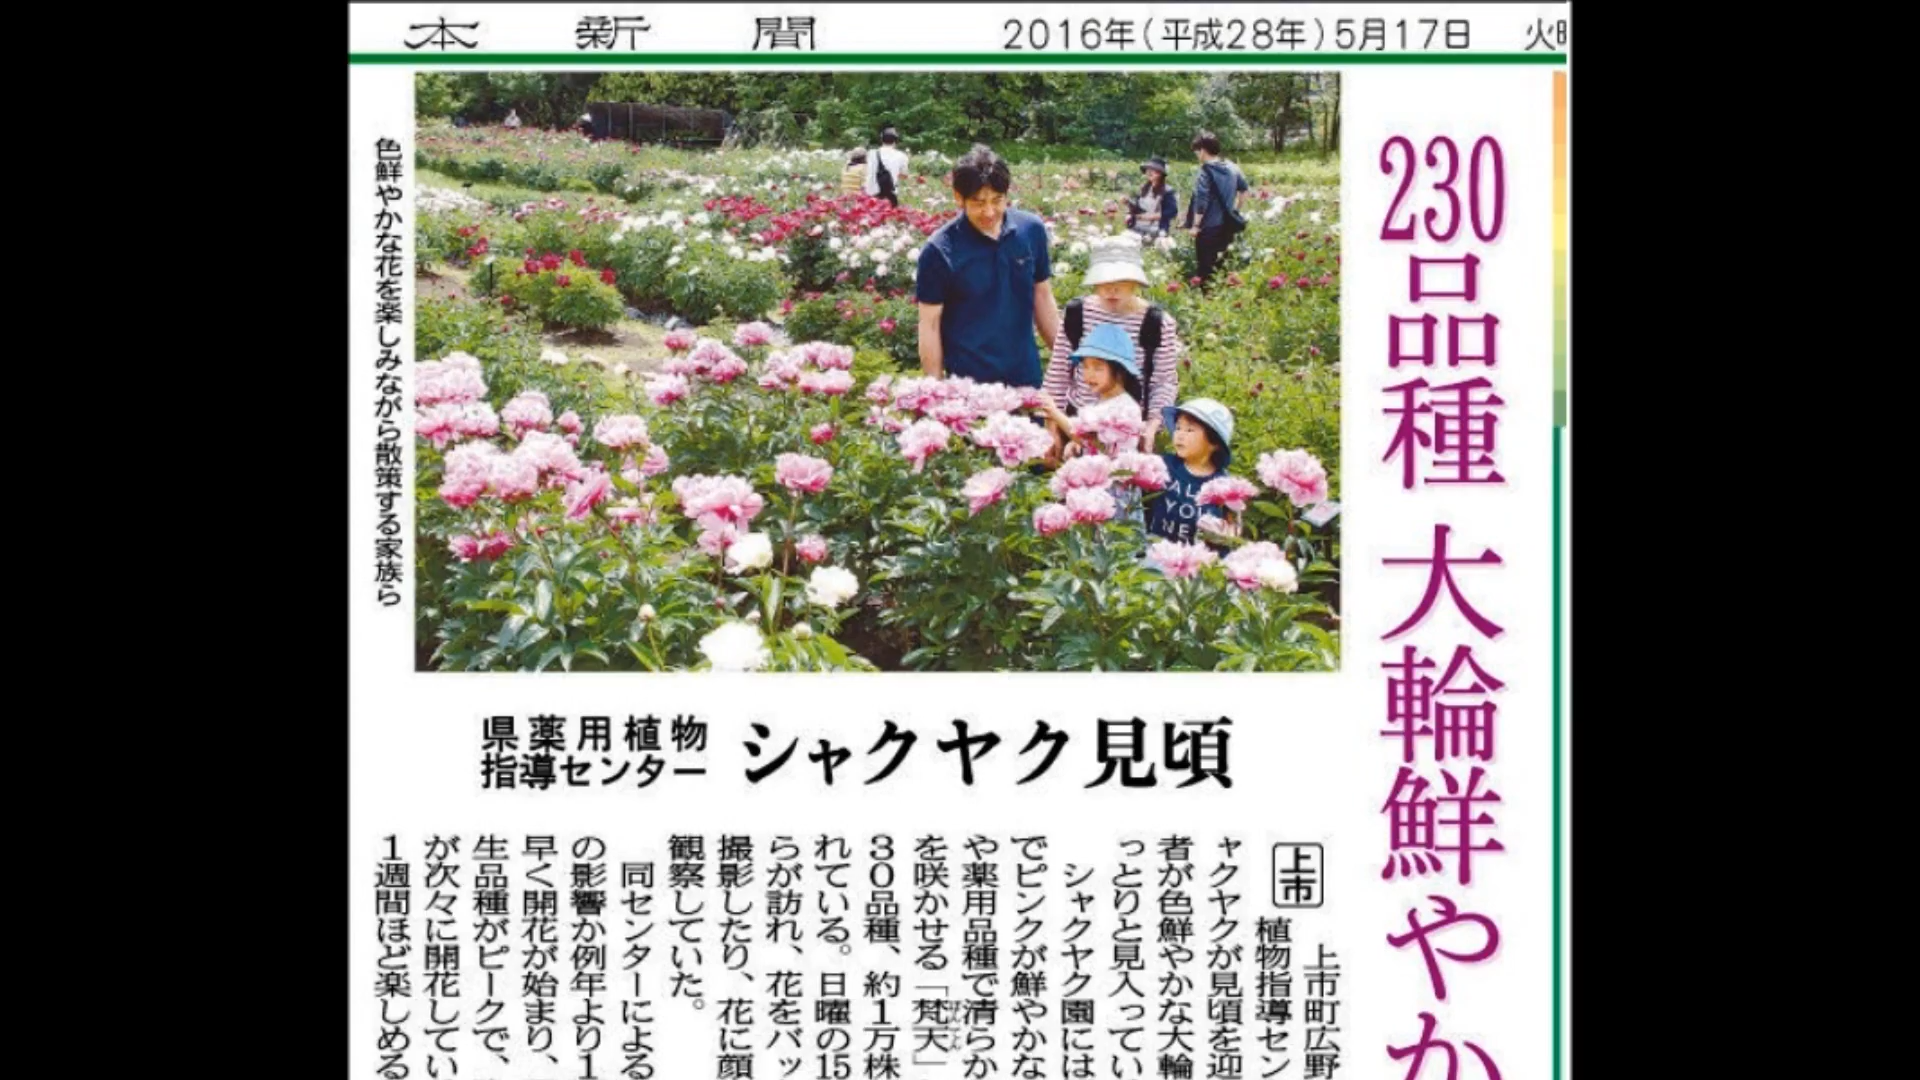 本新聞
2016年(平成28年)5月17日 火
230品種 大輪鮮やか
色鮮やかな花を楽しみながら散策する家族ら
ALL
YOU
NEE
県薬用植物
指導センター
シャクヤク見頃
上市
上市町広野
植物指導セン
ャクヤクが見頃を迎
者が色鮮やかな大輪
っとりと見入ってい
シャクヤク園には
でピンクが鮮やかな
や薬用品種で清らか
を咲かせる「梵天」
ぼんてん
30品種、約1万株
れている。日曜の15
らが訪れ、花をバッ
撮影したり、花に顔
観察していた。
同センターによる
の影響か例年より1
早く開花が始まり、
生品種がピークで、
が次々に開花してい
1週間ほど楽しめる